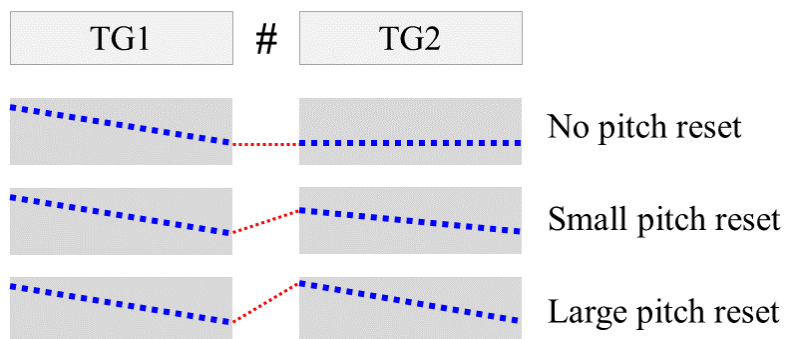 TG1 # TG2
No pitch reset
Small pitch reset
Large pitch reset